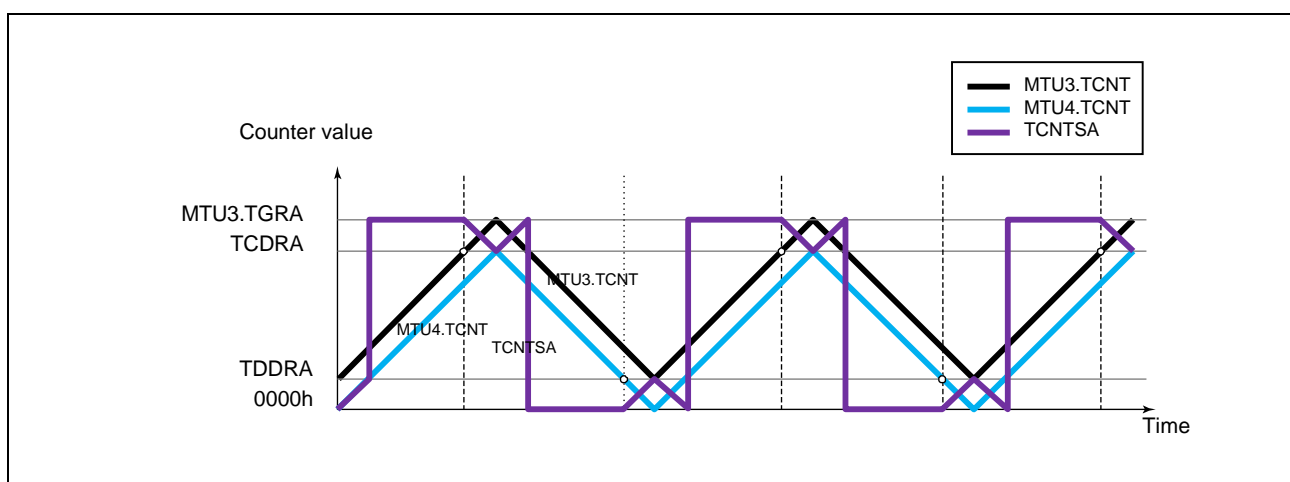 MTU3.TCNT
MTU4.TCNT
TCNTSA
Counter value
MTU3.TGRA
TCDRA
MTU3.TCNT
MTU4.TCNT
TCNTSA
TDDRA
0000h
Time